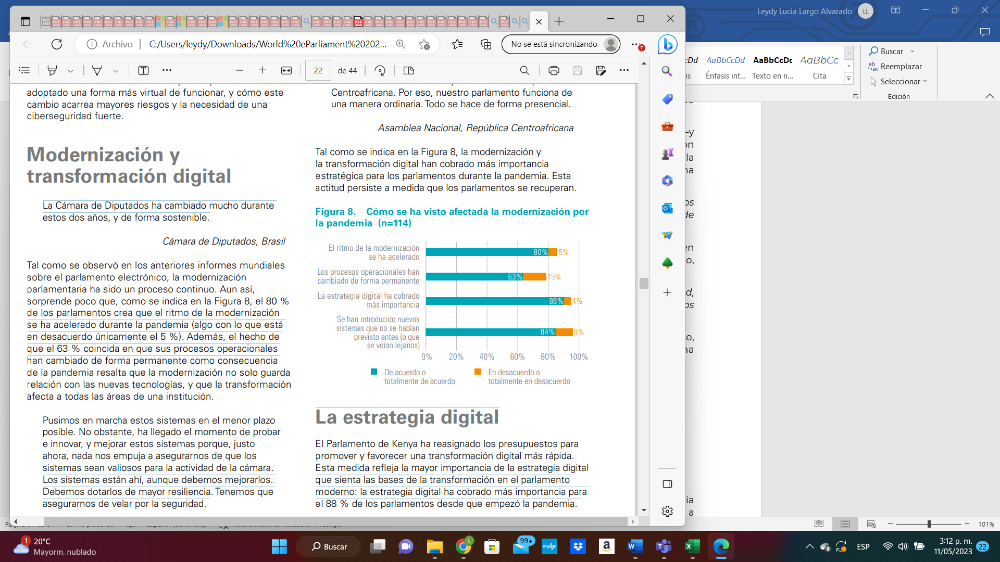 Leydy Lucia Largo Alvarado
LL
Archivo
C:/Users/leydy/Downloads/World%20eParliament%20202...
No se está sincronizando
22
de 44
Buscar
Reemplazar
Seleccionar
Edición
AaBbCcDd
AaBbCcDc
AaBbCc
Énfasis int...
Texto en n...
Cita
adoptado una forma más virtual de funcionar, y cómo este
cambio acarrea mayores riesgos y la necesidad de una
ciberseguridad fuerte.
Modernización y
transformación digital
La Cámara de Diputados ha cambiado mucho durante
estos dos años, y de forma sostenible.
Cámara de Diputados, Brasil
Tal como se observó en los anteriores informes mundiales
sobre el parlamento electrónico, la modernización
parlamentaria ha sido un proceso continuo. Aun así,
sorprende poco que, como se indica en la Figura 8, el 80 %
de los parlamentos crea que el ritmo de la modernización
se ha acelerado durante la pandemia (algo con lo que está
en desacuerdo únicamente el 5 %). Además, el hecho de
que el 63 % coincida en que sus procesos operacionales
han cambiado de forma permanente como consecuencia
de la pandemia resalta que la modernización no solo guarda
relación con las nuevas tecnologías, y que la transformación
afecta a todas las áreas de una institución.
Pusimos en marcha estos sistemas en el menor plazo
posible. No obstante, ha llegado el momento de probar
e innovar, y mejorar estos sistemas porque, justo
ahora, nada nos empuja a asegurarnos de que los
sistemas sean valiosos para la actividad de la cámara.
Los sistemas están ahí, aunque debemos mejorarlos.
Debemos dotarlos de mayor resiliencia. Tenemos que
asegurarnos de velar por la seguridad.
Centroafricana. Por eso, nuestro parlamento funciona de
una manera ordinaria. Todo se hace de forma presencial.
Asamblea Nacional, República Centroafricana
Tal como se indica en la Figura 8, la modernización y
la transformación digital han cobrado más importancia
estratégica para los parlamentos durante la pandemia. Esta
actitud persiste a medida que los parlamentos se recuperan.
Figura 8. Cómo se ha visto afectada la modernización por
la pandemia (n=114)
El ritmo de la modernización
se ha acelerado
80% 5%
Los procesos operacionales han
cambiado de forma permanente
63% 15%
La estrategia digital ha cobrado
más importancia
88% 4%
Se han introducido nuevos
sistemas que no se habían
previsto antes (o que
se veían lejanos)
84% 9%
0% 20% 40% 60% 80% 100%
De acuerdo o
totalmente de acuerdo
En desacuerdo o
totalmente en desacuerdo
La estrategia digital
El Parlamento de Kenya ha reasignado los presupuestos para
promover y favorecer una transformación digital más rápida.
Esta medida refleja la mayor importancia de la estrategia digital
que sienta las bases de la transformación en el parlamento
moderno: la estrategia digital ha cobrado más importancia para
el 88 % de los parlamentos desde que empezó la pandemia.
101%
1
20°C
Mayorm. nublado
Buscar
99+
ESP
3:12 p. m.
11/05/2023
22